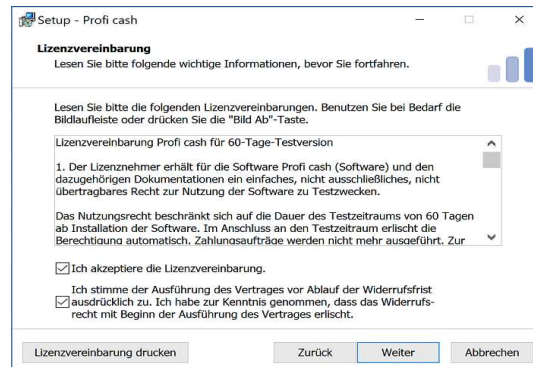 Setup - Profi cash
Lizenzvereinbarung
Lesen Sie bitte folgende wichtige Informationen, bevor Sie fortfahren.
Lesen Sie bitte die folgenden Lizenzvereinbarungen. Benutzen Sie bei Bedarf die
Bildlaufleiste oder drücken Sie die "Bild Ab"-Taste.
Lizenzvereinbarung Profi cash für 60-Tage-Testversion
1. Der Lizenznehmer erhält für die Software Profi cash (Software) und den
dazugehörigen Dokumentationen ein einfaches, nicht ausschließliches, nicht
übertragbares Recht zur Nutzung der Software zu Testzwecken.
Das Nutzungsrecht beschränkt sich auf die Dauer des Testzeitraums von 60 Tagen
ab Installation der Software. Im Anschluss an den Testzeitraum erlischt die
Berechtigung automatisch. Zahlungsaufträge werden nicht mehr ausgeführt. Zur
Ich akzeptiere die Lizenzvereinbarung.
Ich stimme der Ausführung des Vertrages vor Ablauf der Widerrufsfrist
ausdrücklich zu. Ich habe zur Kenntnis genommen, dass das Widerrufs-
recht mit Beginn der Ausführung des Vertrages erlischt.
Lizenzvereinbarung drucken
Zurück
Weiter
Abbrechen